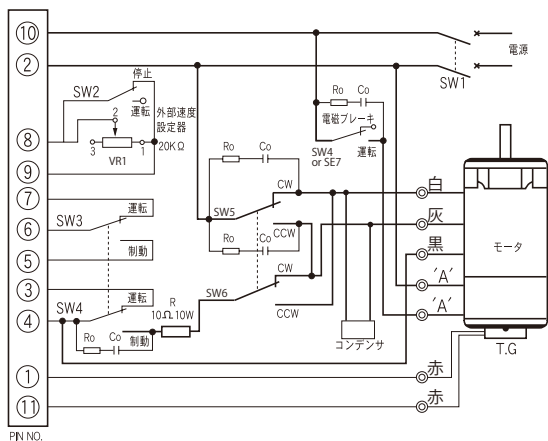 ⑩
電源
②
SW1
停止
SW2
運転
外部速度
設定器
2
⑧
3
VR1
1
20KΩ
⑨
Ro Co
電磁ブレーキ
SW4
or SE7
運転
Ro Co
⑦
運転
SW5
CW
白
⑥
SW3
CCW
灰
モータ
制動
Ro Co
黒
⑤
③
CW
'A'
運転
SW6
SW4
R
10Ω10W
CCW
'A'
④
Ro Co
制動
コンデンサ
T.G
①
赤
⑪
赤
PIN NO.